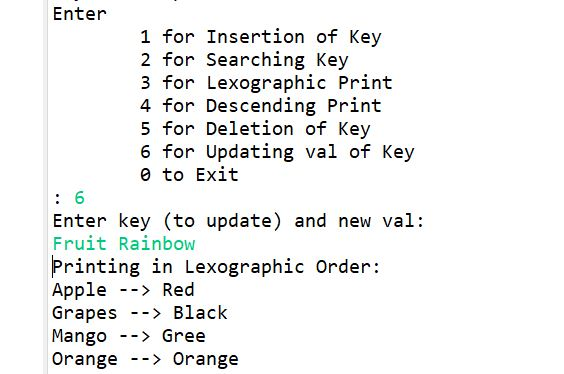 Enter
1 for Insertion of Key
2 for Searching Key
3 for Lexographic Print
4 for Descending Print
5 for Deletion of Key
6 for Updating val of Key
0 to Exit
: 6
Enter key (to update) and new val:
Fruit Rainbow
Printing in Lexographic Order:
Apple --> Red
Grapes --> Black
Mango --> Gree
Orange --> Orange